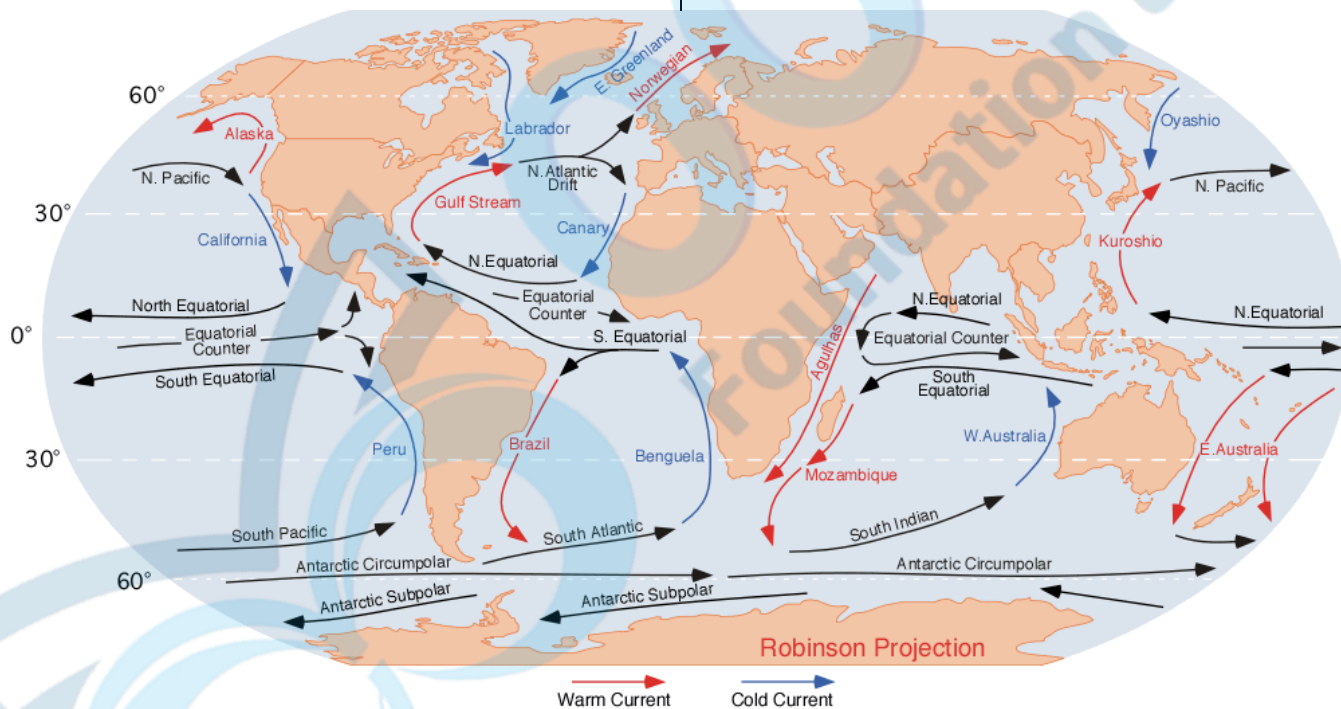 60°
30°
0°
30°
60°
Alaska
N. Pacific
California
North Equatorial
Equatorial
Counter
South Equatorial
Peru
South Pacific
Antarctic Circumpolar
Antarctic Subpolar
Labrador
E. Greenland
Norwegian
N.Atlantic
Drift
Gulf Stream
Canary
N.Equatorial
Equatorial
Counter
S. Equatorial
Brazil
Benguela
South Atlantic
Antarctic Subpolar
Agulhas
Mozambique
N.Equatorial
Equatorial Counter
South
Equatorial
W.Australia
South Indian
Antarctic Circumpolar
Oyashio
N. Pacific
Kuroshio
N.Equatorial
E.Australia
Foundation
Robinson Projection
Warm Current
Cold Current